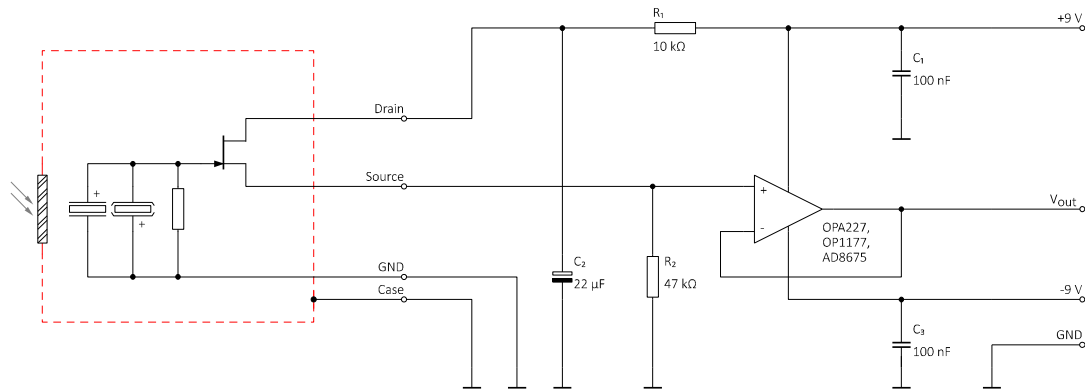 R₁
10 kΩ
+9 V
C₁
100 nF
Drain
+
+
Source
+
-
Vout
OPA227,
OP1177,
AD8675
GND
C₂
22 µF
R₂
47 kΩ
Case
-9 V
C₃
100 nF
GND